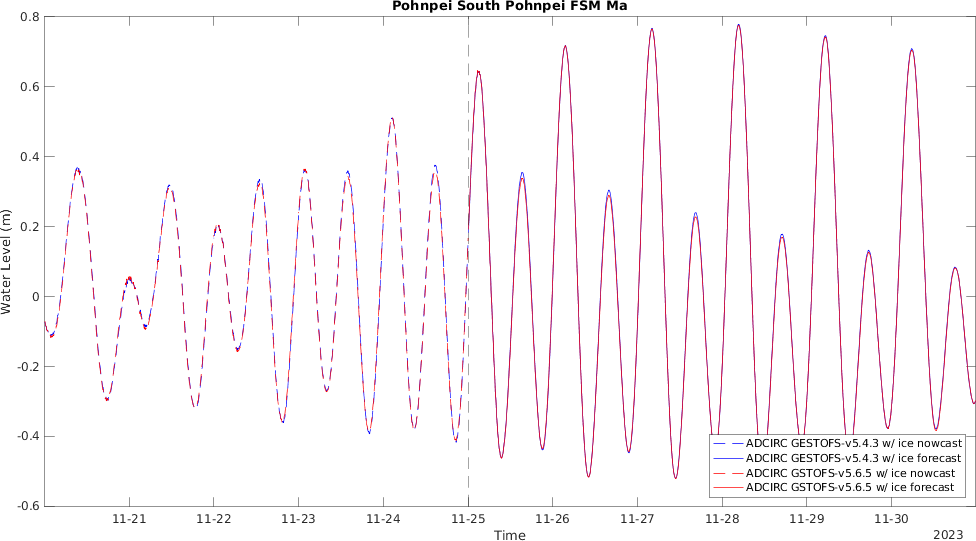 Pohnpei South Pohnpei FSM Ma
0.8
0.6
0.4
0.2
0
-0.2
-0.4
-0.6
Water Level (m)
11-21 11-22 11-23 11-24 11-25 11-26 11-27 11-28 11-29 11-30
Time
2023
ADCIRC GESTOFS-v5.4.3 w/ ice nowcast
ADCIRC GESTOFS-v5.4.3 w/ ice forecast
ADCIRC GSTOFS-v5.6.5 w/ ice nowcast
ADCIRC GSTOFS-v5.6.5 w/ ice forecast